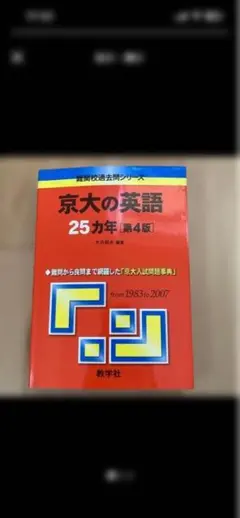 難関校過去問シリーズ
京大の英語
25カ年[第4版]
編著
◆難問から良問まで網羅した「京大入試問題事典」
from 1983 to 2007
教学社